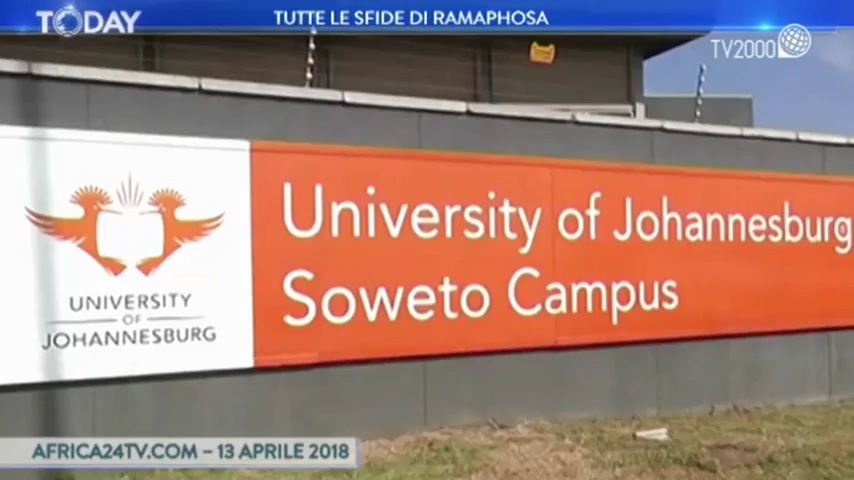 TODAY
TUTTE LE SFIDE DI RAMAPHOSA
TV2000
University of Johannesburg
Soweto Campus
UNIVERSITY
OF
JOHANNESBURG
AFRICA24TV.COM – 13 APRILE 2018